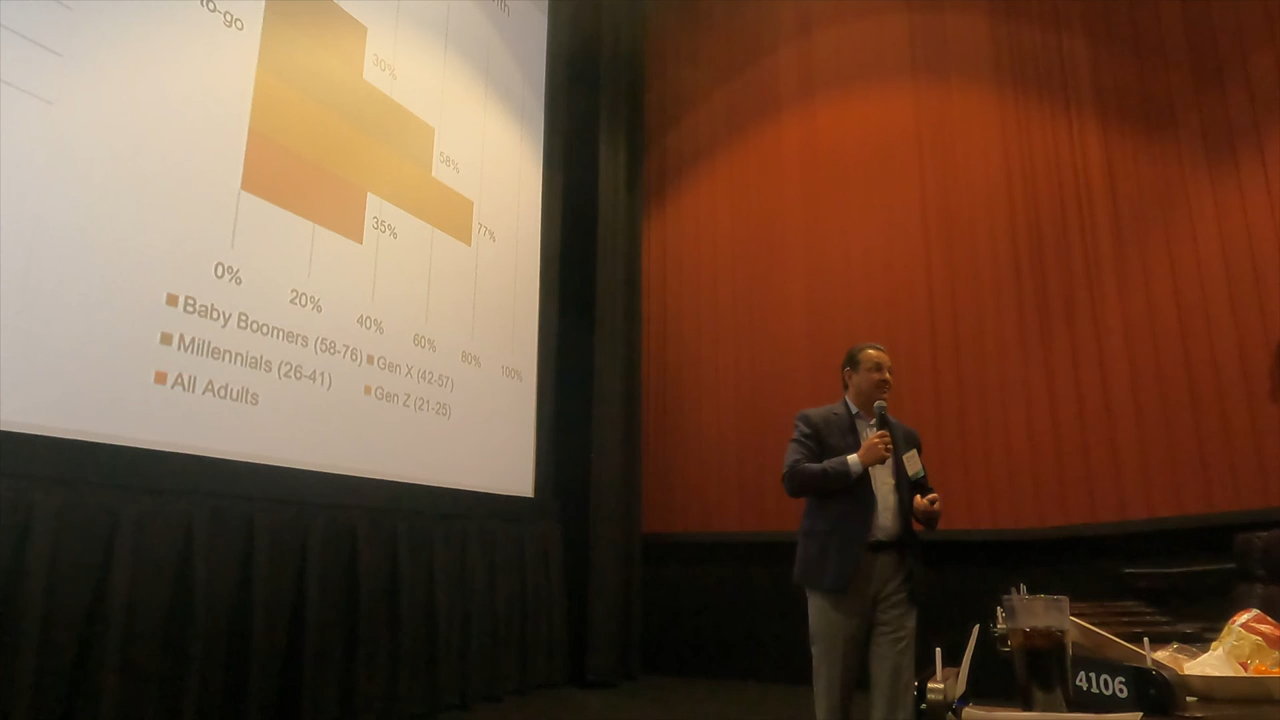 to-go
30%
58%
77%
35%
0%
20%
40%
60%
80%
100%
Baby Boomers (58-76)
Gen X (42-57)
Millennials (26-41)
Gen Z (21-25)
All Adults
4106